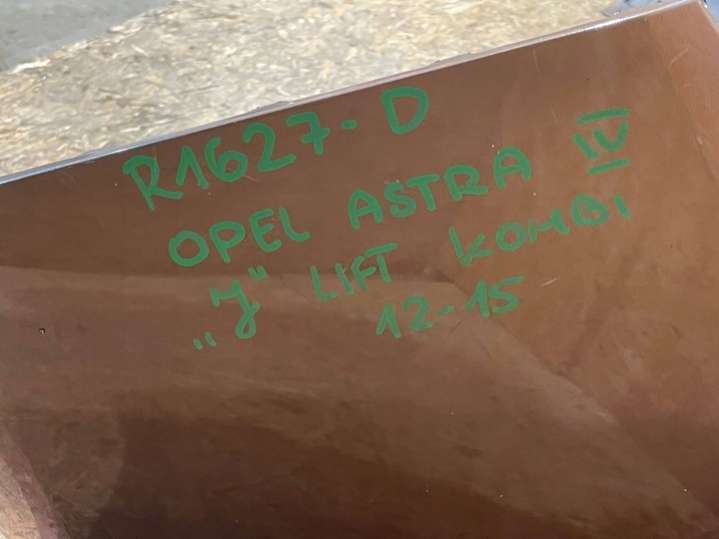 R1627-D
OPEL ASTRA IV
„J" LIFT KOMBI
12-15